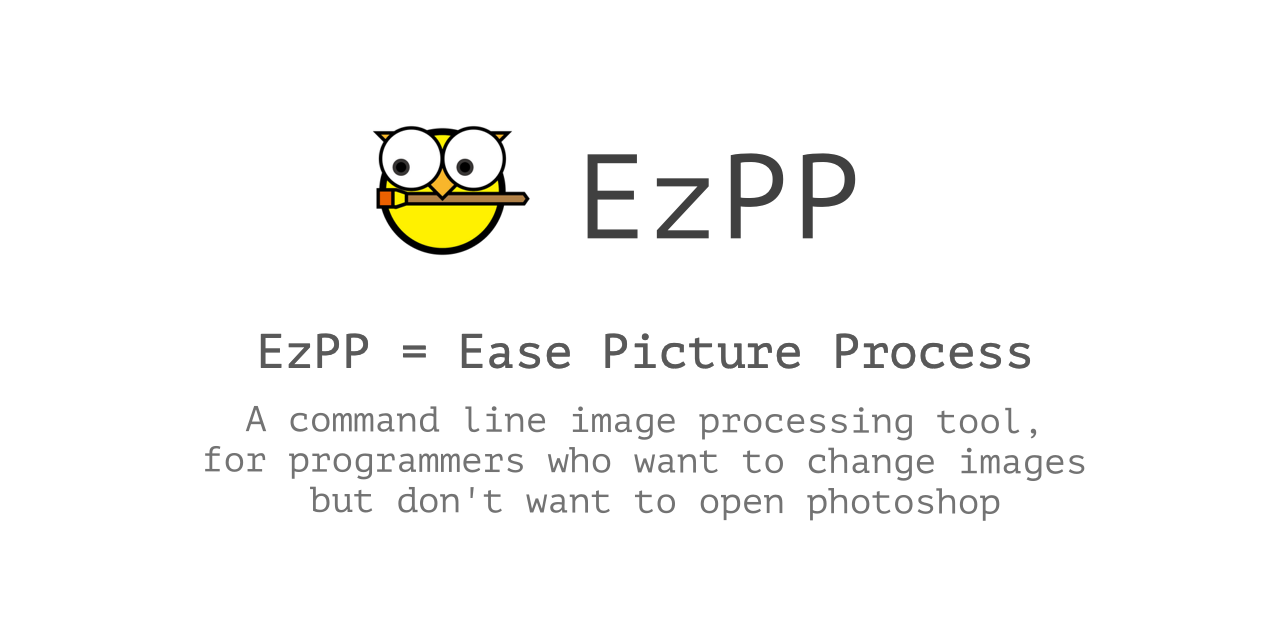 EzPP
EzPP = Ease Picture Process
A command line image processing tool,
for programmers who want to change images
but don't want to open photoshop